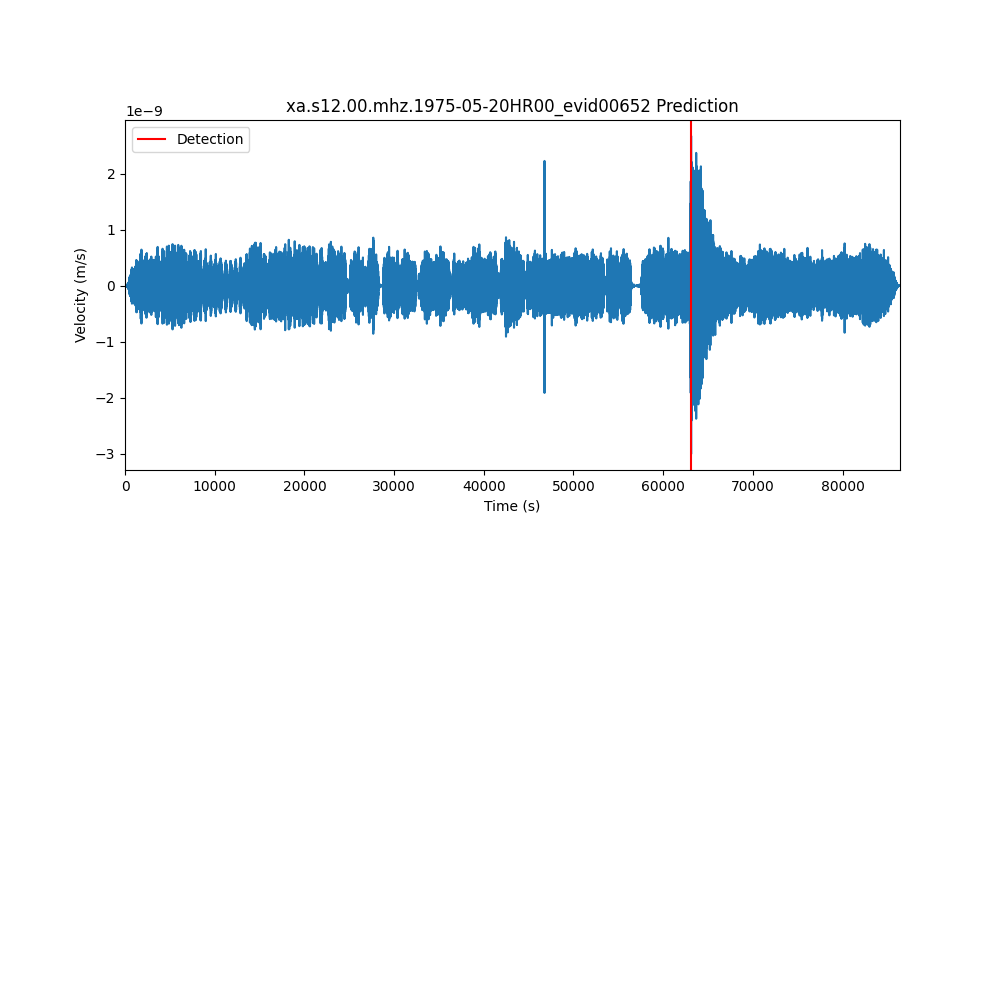 xa.s12.00.mhz.1975-05-20HR00_evid00652 Prediction
1e−9
Detection
2
1
0
−1
−2
−3
Velocity (m/s)
0 10000 20000 30000 40000 50000 60000 70000 80000
Time (s)